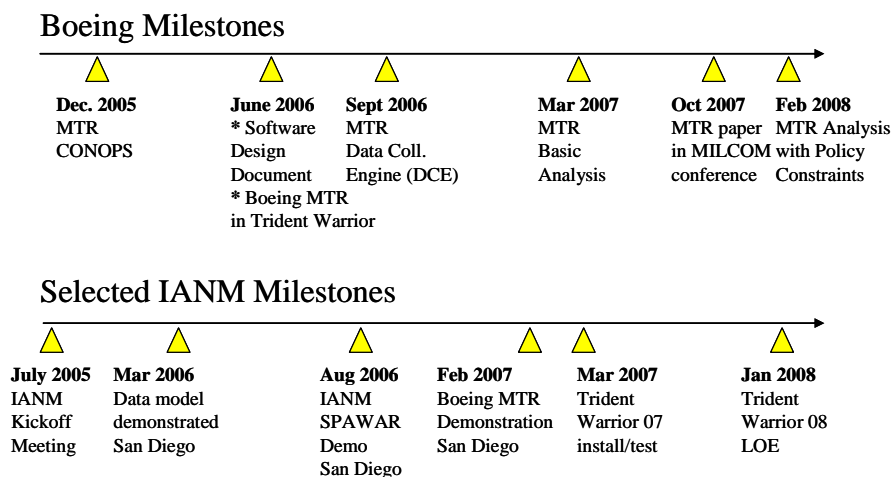 Boeing Milestones
Dec. 2005
MTR
CONOPS
June 2006
* Software
Design
Document
* Boeing MTR
in Trident Warrior
Sept 2006
MTR
Data Coll.
Engine (DCE)
Mar 2007
MTR
Basic
Analysis
Oct 2007
MTR paper
in MILCOM
conference
Feb 2008
MTR Analysis
with Policy
Constraints
Selected IANM Milestones
July 2005
IANM
Kickoff
Meeting
Mar 2006
Data model
demonstrated
San Diego
Aug 2006
IANM
SPAWAR
Demo
San Diego
Feb 2007
Boeing MTR
Demonstration
San Diego
Mar 2007
Trident
Warrior 07
install/test
Jan 2008
Trident
Warrior 08
LOE